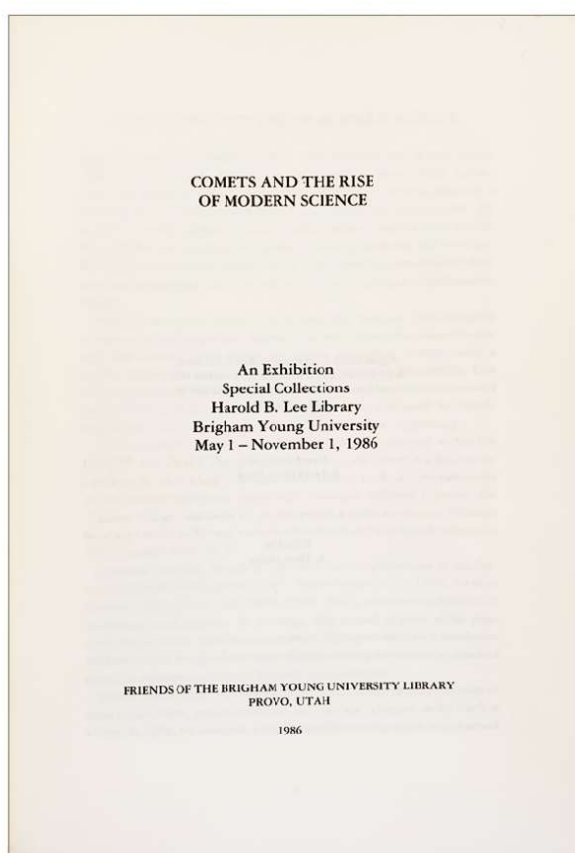 COMETS AND THE RISE
OF MODERN SCIENCE
An Exhibition
Special Collections
Harold B. Lee Library
Brigham Young University
May 1 – November 1, 1986
FRIENDS OF THE BRIGHAM YOUNG UNIVERSITY LIBRARY
PROVO, UTAH
1986